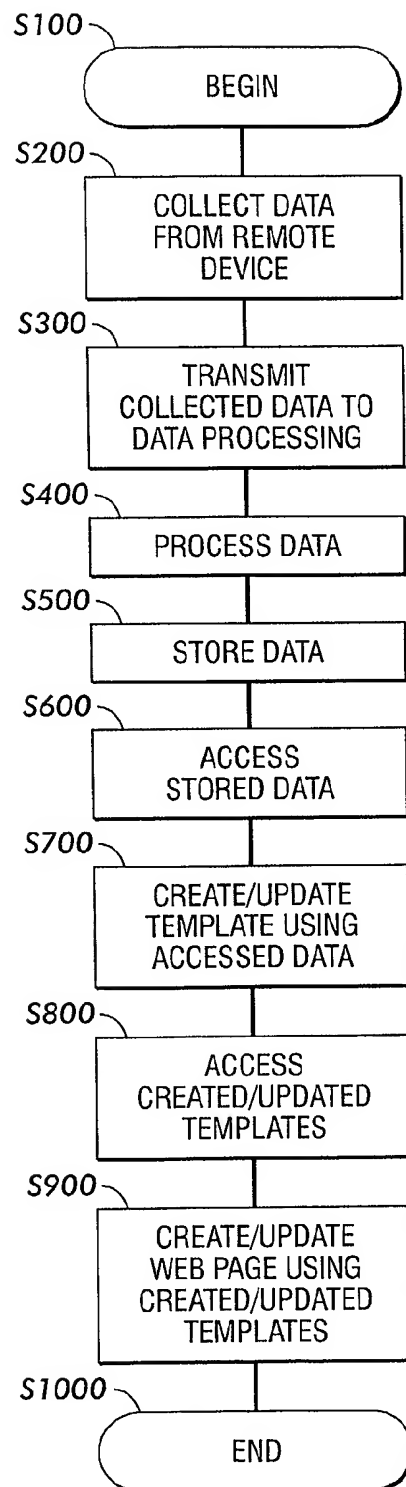 S100
BEGIN
S200
COLLECT DATA
FROM REMOTE
DEVICE
S300
TRANSMIT
COLLECTED DATA TO
DATA PROCESSING
S400
PROCESS DATA
S500
STORE DATA
S600
ACCESS
STORED DATA
S700
CREATE/UPDATE
TEMPLATE USING
ACCESSED DATA
S800
ACCESS
CREATED/UPDATED
TEMPLATES
S900
CREATE/UPDATE
WEB PAGE USING
CREATED/UPDATED
TEMPLATES
S1000
END